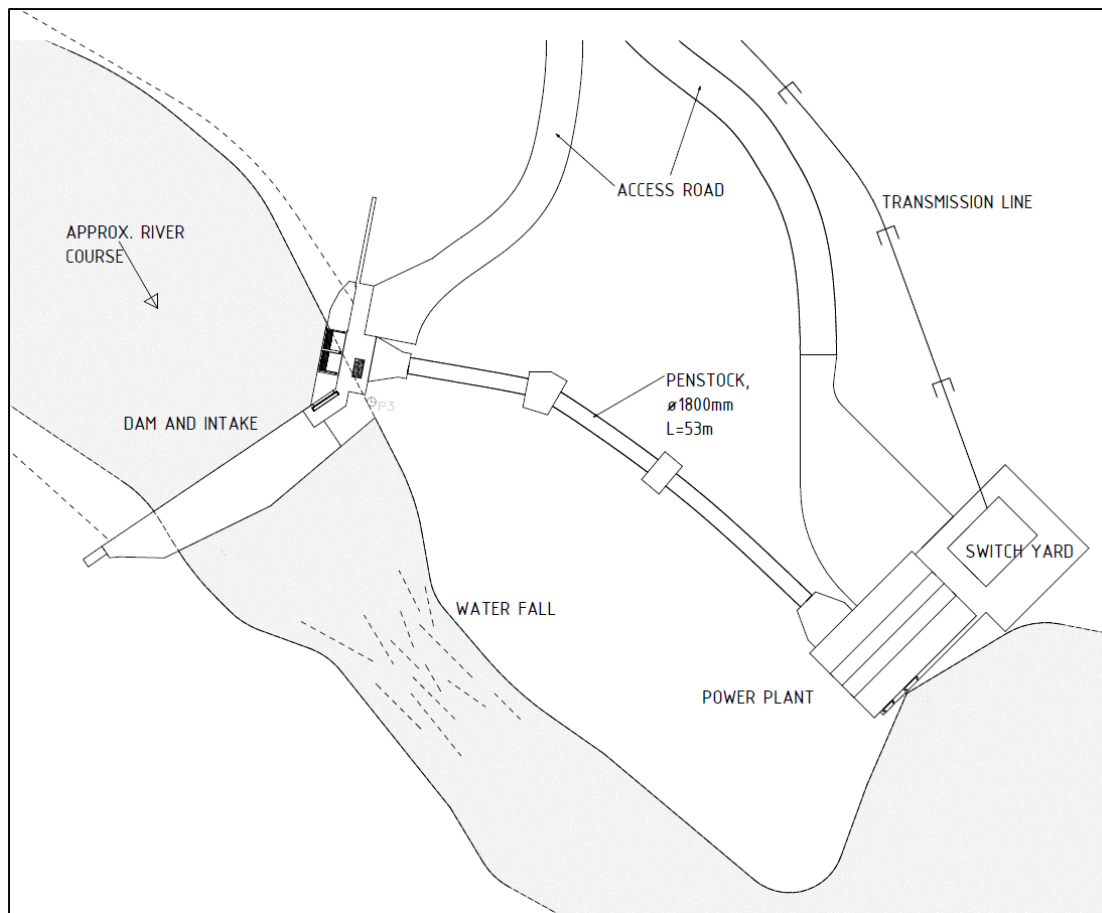 ACCESS ROAD
TRANSMISSION LINE
APPROX. RIVER
COURSE
PENSTOCK,
ø1800mm
L=53m
P3
DAM AND INTAKE
SWITCH YARD
WATER FALL
POWER PLANT